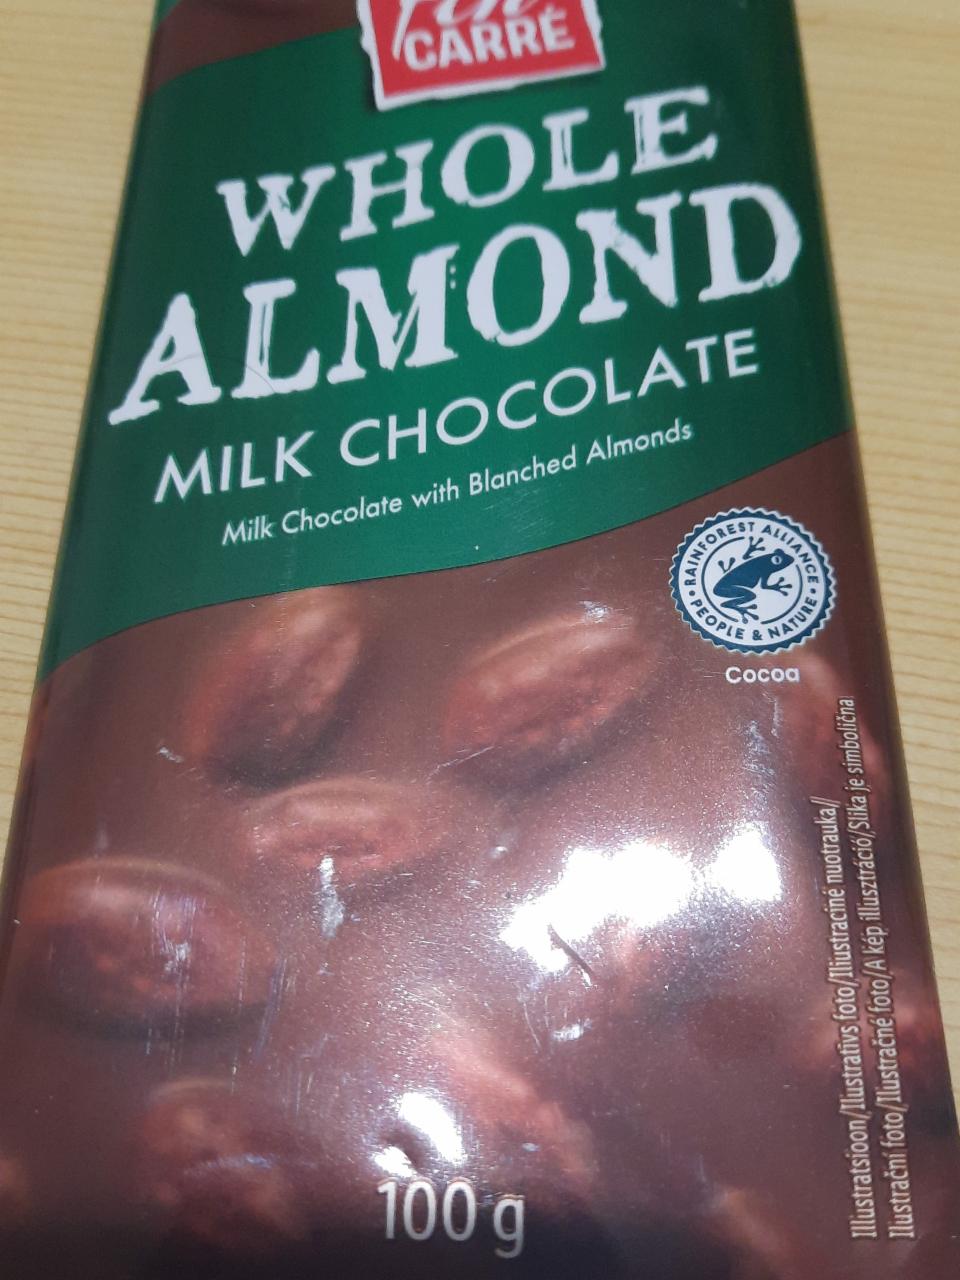 Fin
CARRÉ
WHOLE
ALMOND
MILK CHOCOLATE
Milk Chocolate with Blanched Almonds
RAINFOREST ALLIANCE
PEOPLE & NATURE
Cocoa
Illustratsioon/Ilustratīvs foto/Iliustracinė nuotrauka/
Ilustrační foto/Ilustračné foto/A kép illusztráció/Slika je simbolična
100 g